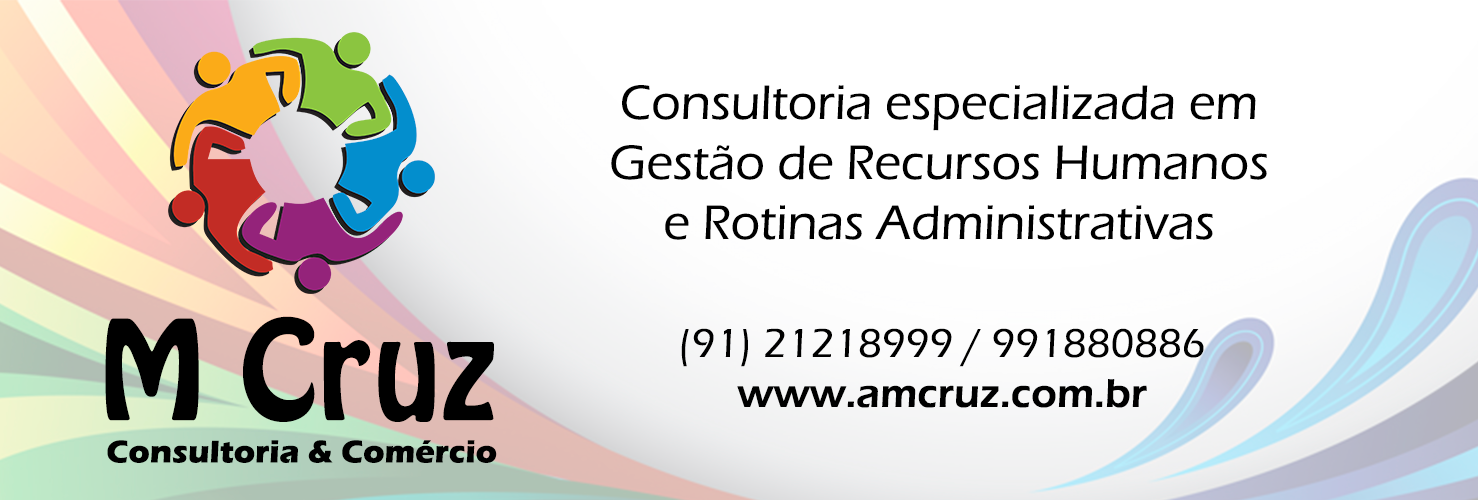 M Cruz
Consultoria & Comércio
Consultoria especializada em
Gestão de Recursos Humanos
e Rotinas Administrativas
(91) 21218999 / 991880886
www.amcruz.com.br